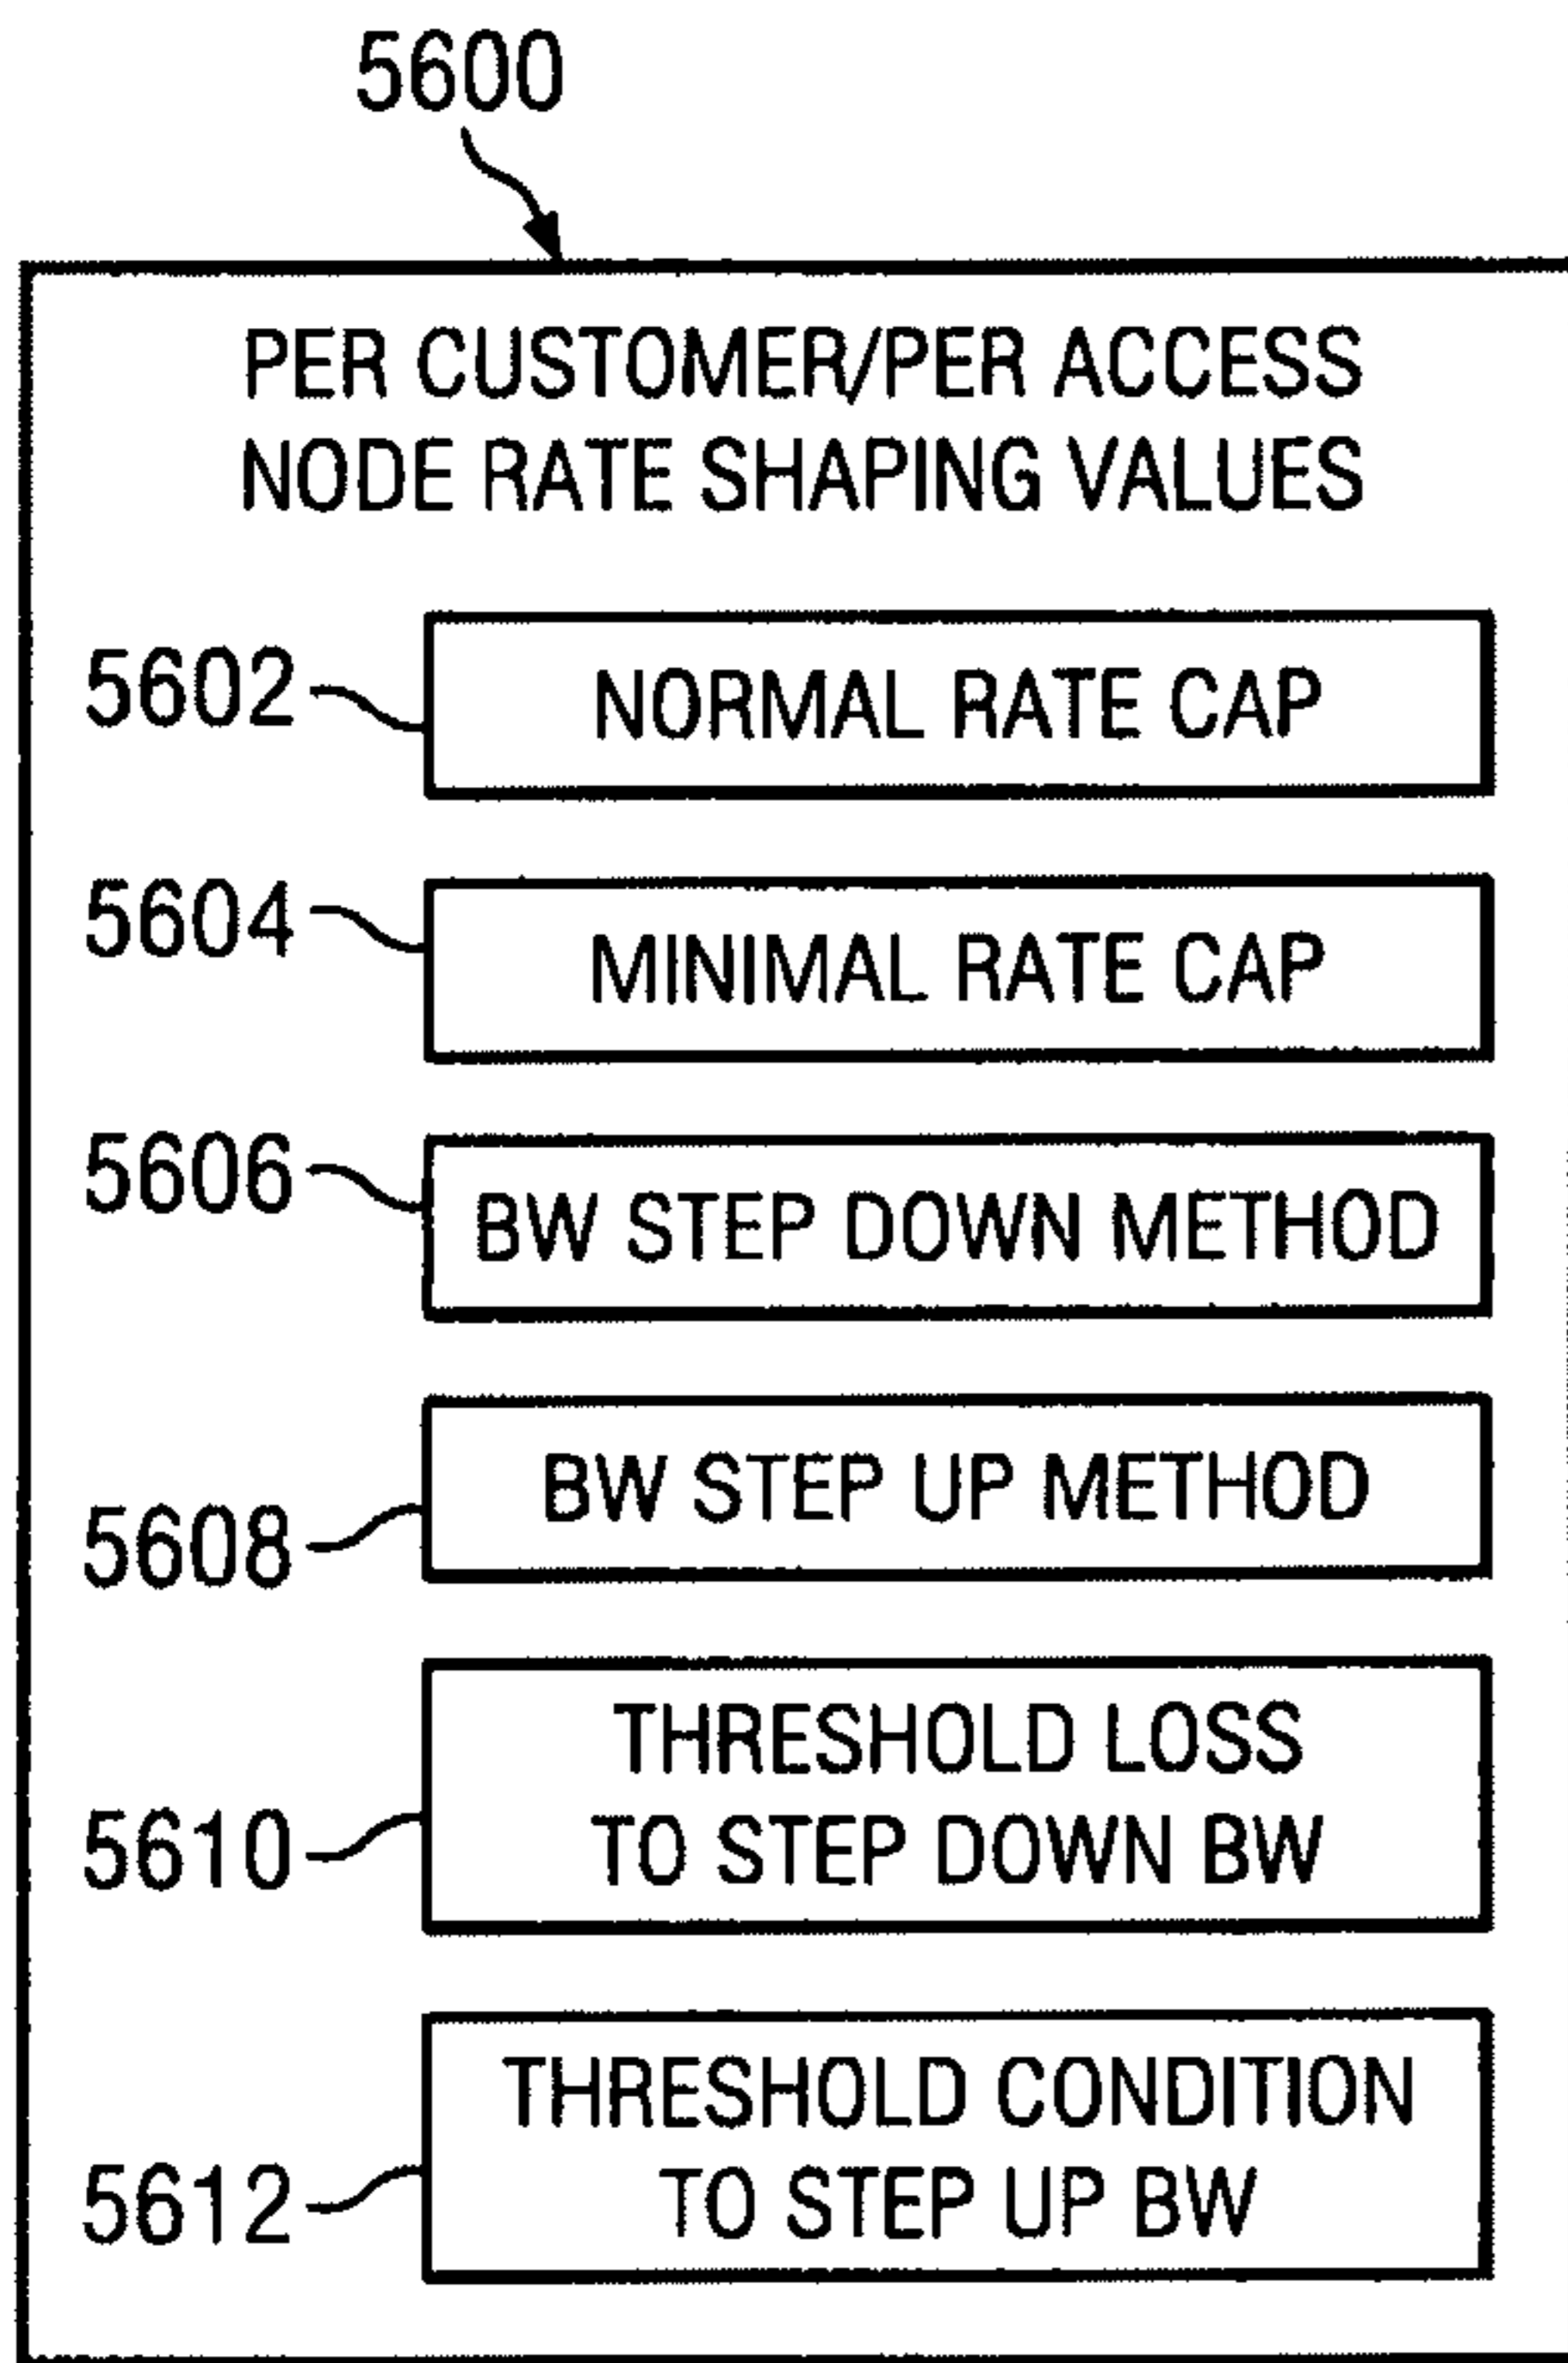 5600
PER CUSTOMER/PER ACCESS
NODE RATE SHAPING VALUES
5602
NORMAL RATE CAP
5604
MINIMAL RATE CAP
5606
BW STEP DOWN METHOD
5608
BW STEP UP METHOD
5610
THRESHOLD LOSS
TO STEP DOWN BW
5612
THRESHOLD CONDITION
TO STEP UP BW